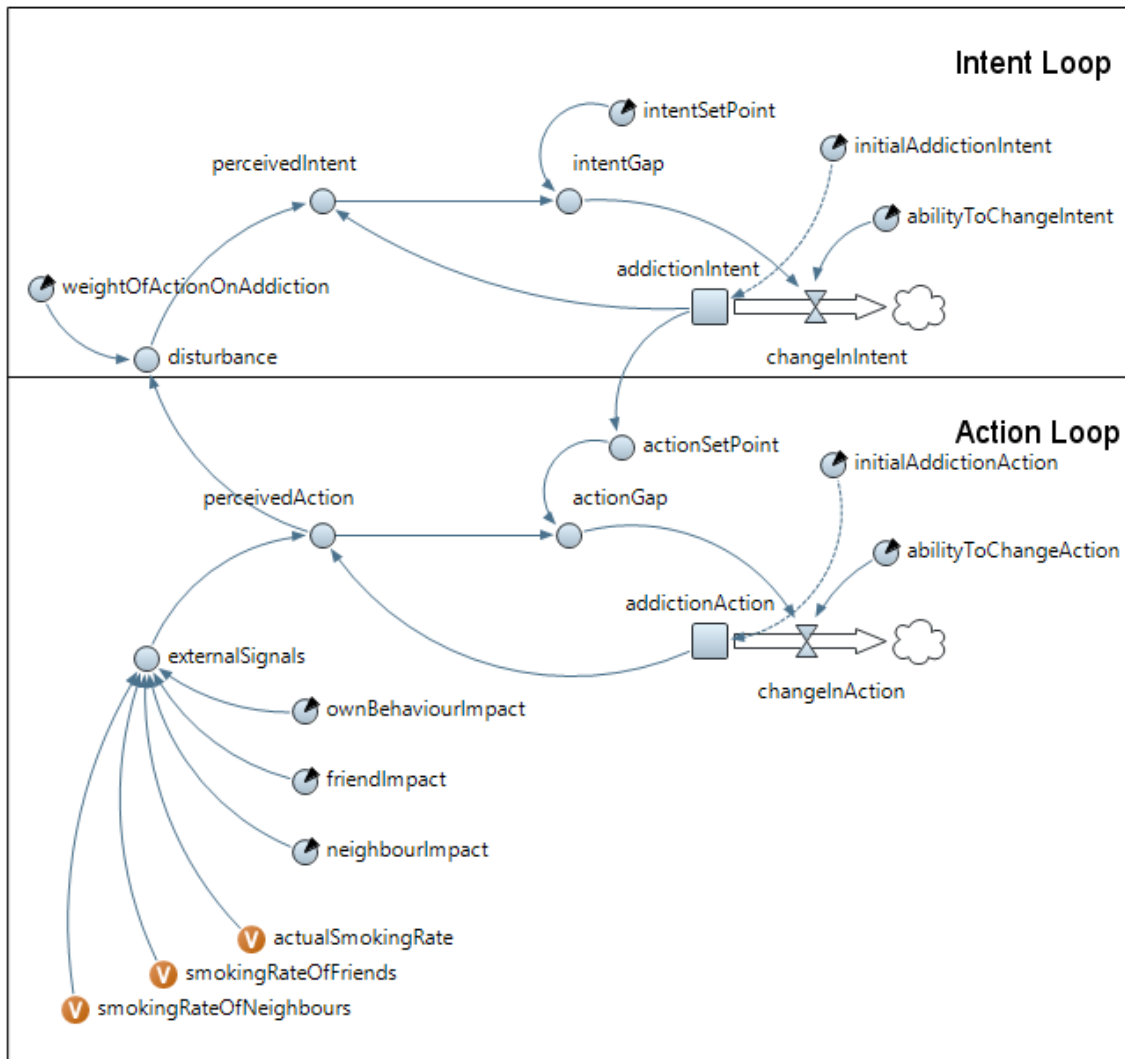 Intent Loop
intentSetPoint
initialAddictionIntent
perceivedIntent
intentGap
abilityToChangeIntent
addictionIntent
weightOfActionOnAddiction
disturbance
changeInIntent
Action Loop
actionSetPoint
initialAddictionAction
perceivedAction
actionGap
abilityToChangeAction
addictionAction
externalSignals
changeInAction
ownBehaviourImpact
friendImpact
neighbourImpact
V actualSmokingRate
V smokingRateOfFriends
V smokingRateOfNeighbours